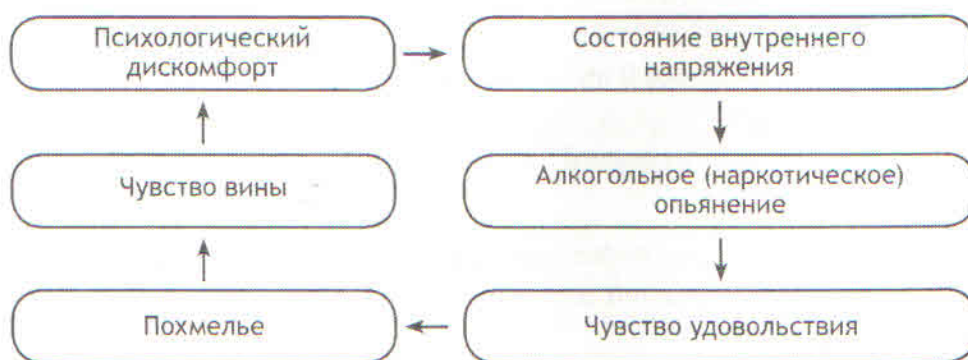 Психологический
дискомфорт
Состояние внутреннего
напряжения
Чувство вины
Алкогольное (наркотическое)
опьянение
Похмелье
Чувство удовольствия